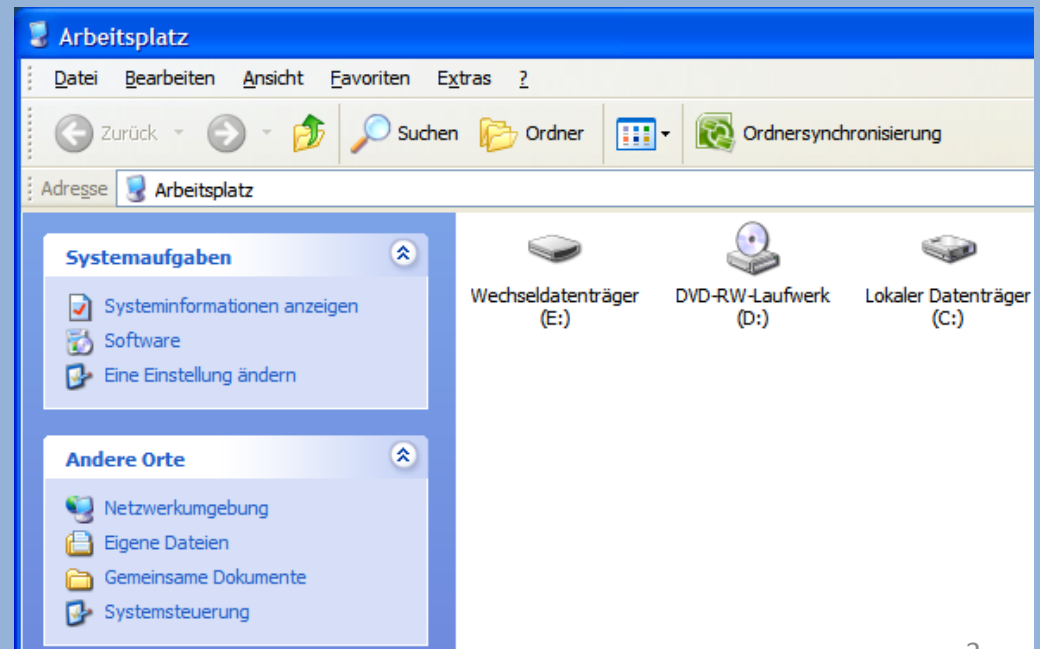 Arbeitsplatz
Datei Bearbeiten Ansicht Favoriten Extras ?
Zurück Suchen Ordner Ordnersynchronisierung
Adresse Arbeitsplatz
Systemaufgaben
Systeminformationen anzeigen
Software
Eine Einstellung ändern
Andere Orte
Netzwerkumgebung
Eigene Dateien
Gemeinsame Dokumente
Systemsteuerung
Wechseldatenträger
(E:)
DVD-RW-Laufwerk
(D:)
Lokaler Datenträger
(C:)